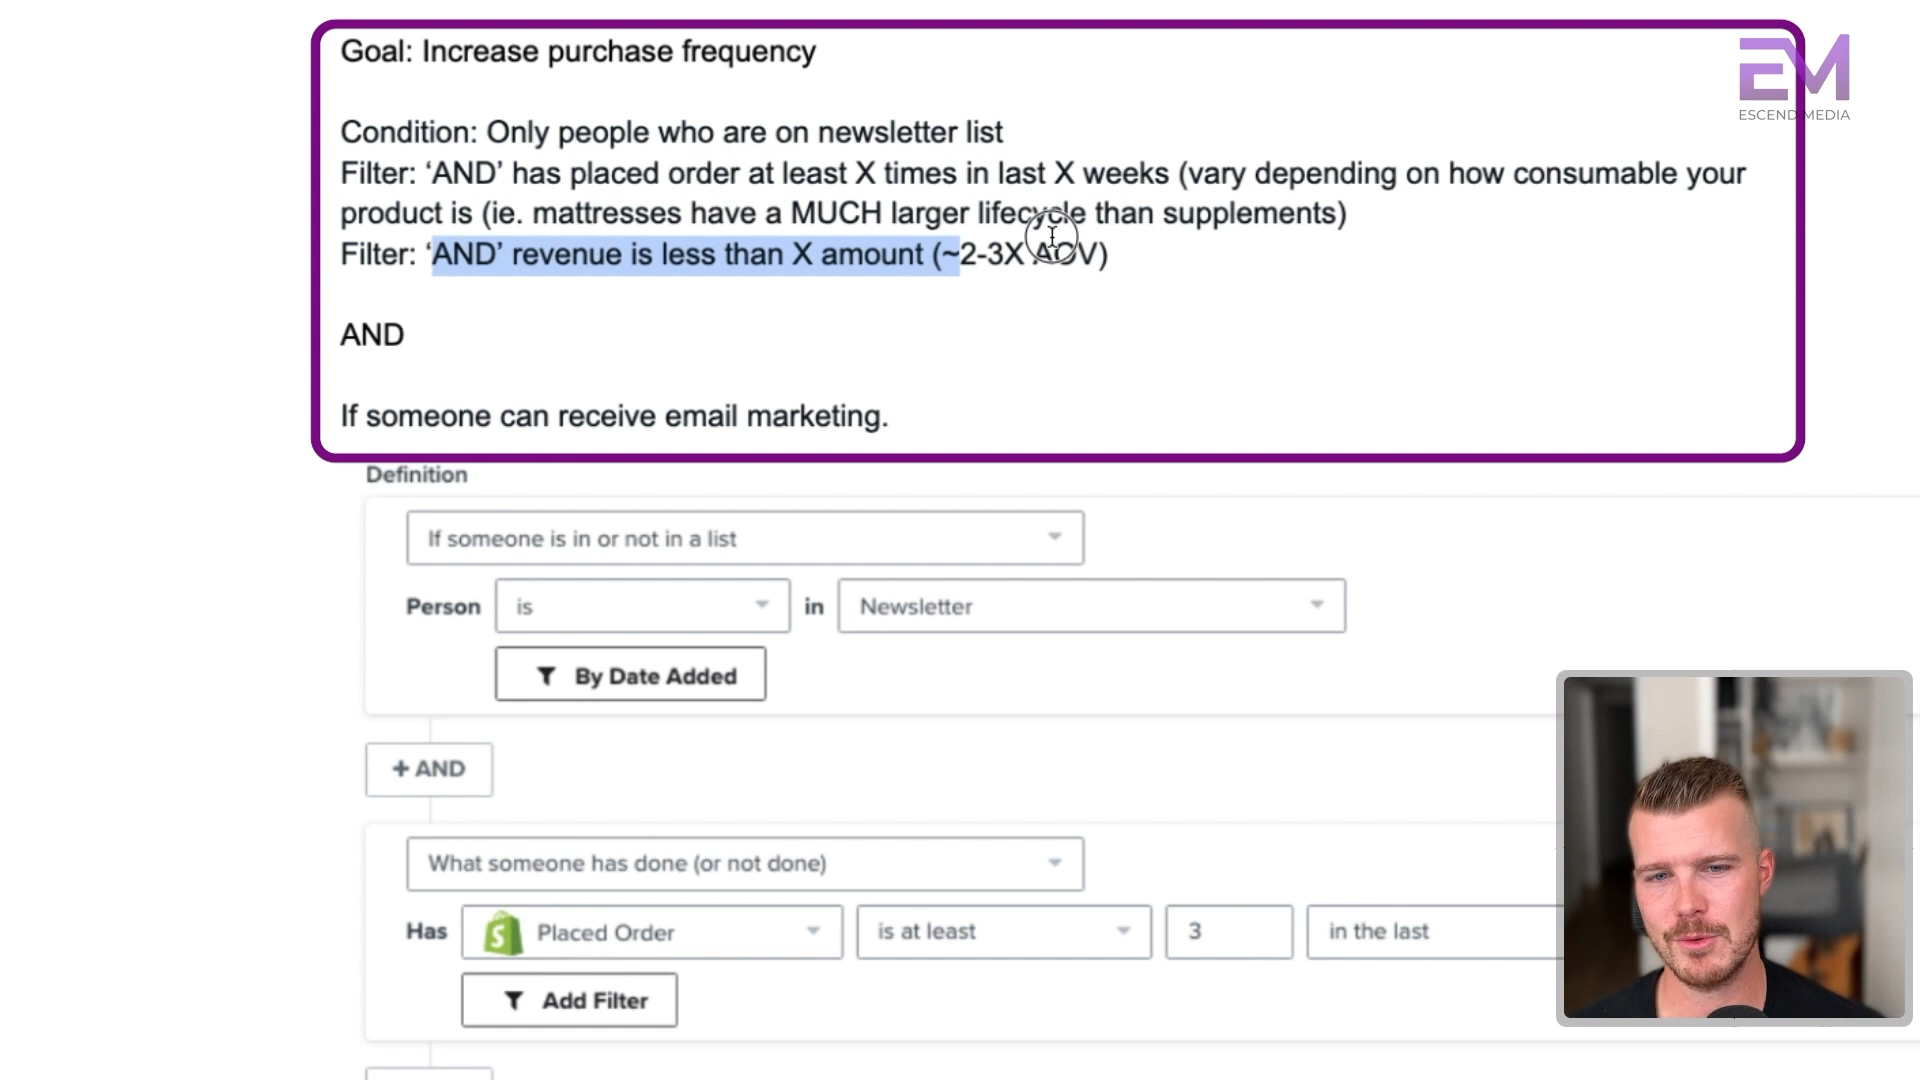 Goal: Increase purchase frequency
EM
ESCEND MEDIA
Condition: Only people who are on newsletter list
Filter: ‘AND’ has placed order at least X times in last X weeks (vary depending on how consumable your
product is (ie. mattresses have a MUCH larger lifecycle than supplements)
Filter: ‘AND’ revenue is less than X amount (~2-3X AOV)
AND
If someone can receive email marketing.
Definition
If someone is in or not in a list
Person is in Newsletter
By Date Added
+ AND
What someone has done (or not done)
Has Placed Order is at least 3 in the last
Add Filter